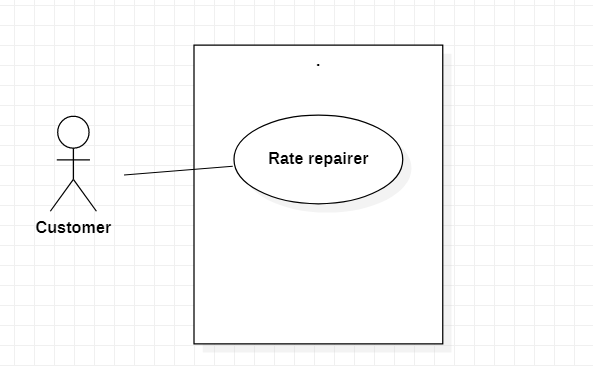 .
Rate repairer
Customer